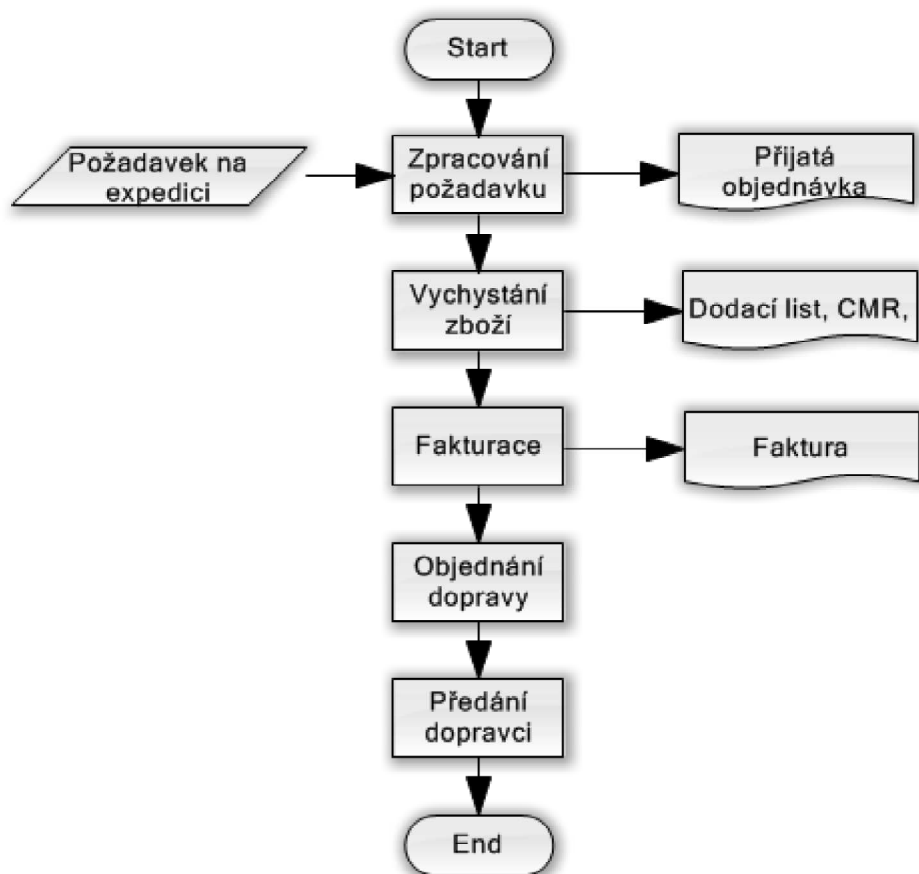 Start
Požadavek na
expedici
Zpracování
požadavku
Přijatá
objednávka
Vychystání
zboží
Dodací list, CMR,
Fakturace
Faktura
Objednání
dopravy
Předání
dopravci
End